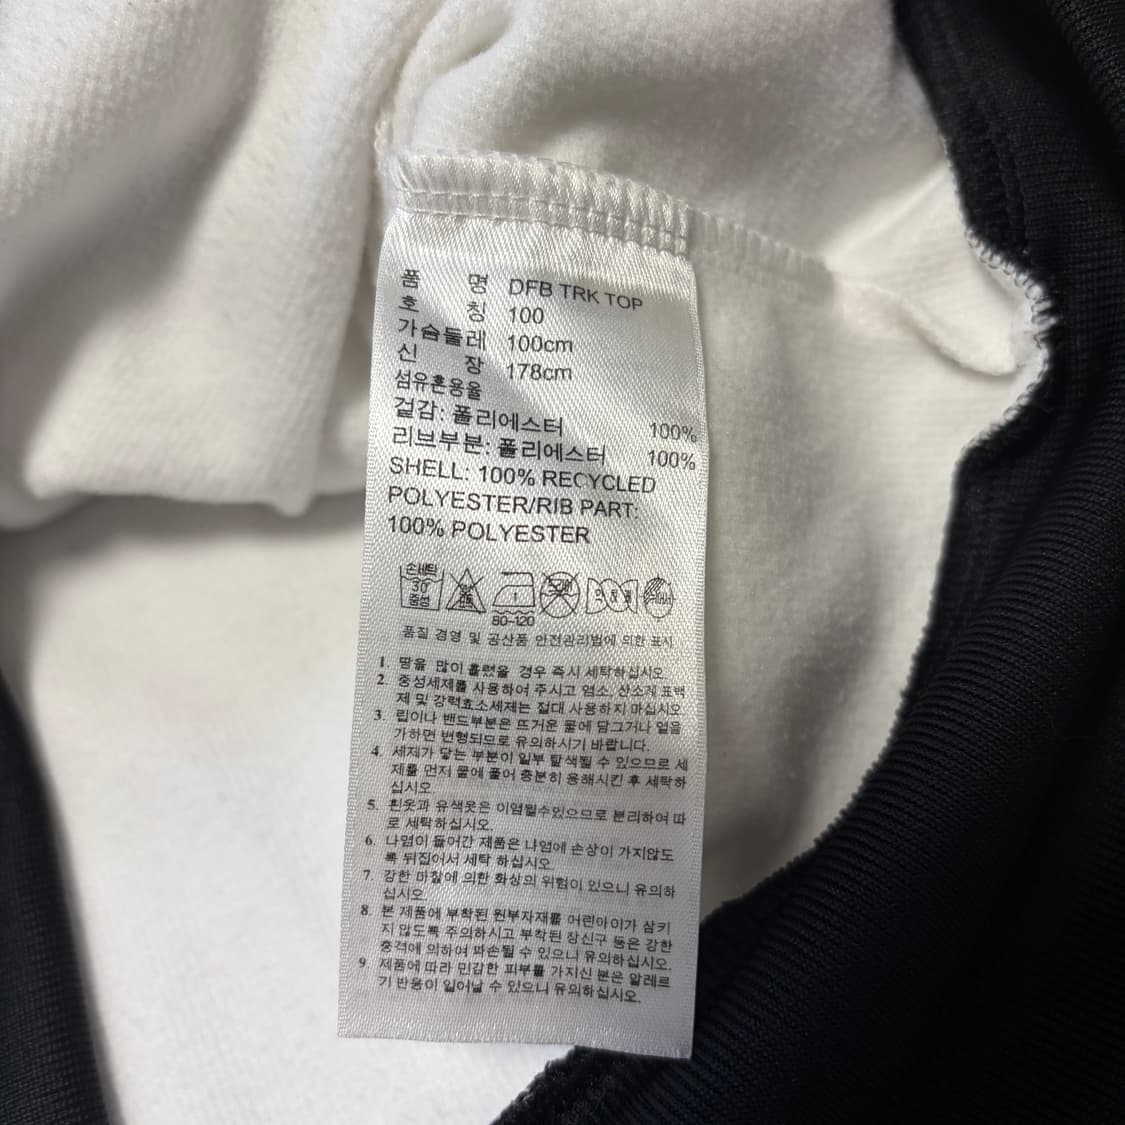 품 명 DFB TRK TOP
호 칭 100
가슴둘레 100cm
신 장 178cm
섬유혼용율
겉감: 폴리에스터 100%
리브부분: 폴리에스터 100%
SHELL: 100% RECYCLED
POLYESTER/RIB PART:
100% POLYESTER
손세탁
30
중성
1
80~120
품질 경영 및 공산품 안전관리법에 의한 표시
1. 땀을 많이 흘렸을 경우 즉시 세탁하십시오.
2. 중성세제를 사용하여 주시고 염소, 산소계 표백
제 및 강력효소세제는 절대 사용하지 마십시오
3. 립이나 밴드부분은 뜨거운 물에 담그거나 열을
가하면 변형되므로 유의하시기 바랍니다.
4. 세제가 닿는 부분이 일부 탈색될 수 있으므로 세
제를 먼저 물에 풀어 충분히 용해시킨 후 세탁하
십시오.
5. 흰옷과 유색옷은 이염될수있으므로 분리하여 따
로 세탁하십시오.
6. 나염이 들어간 제품은 나염에 손상이 가지않도
록 뒤집어서 세탁 하십시오.
7. 강한 마찰에 의한 화상의 위험이 있으니 유의하
십시오
8. 본 제품에 부착된 원부자재를 어린아이가 삼키
지 않도록 주의하시고 부착된 장신구 등은 강한
충격에 의하여 파손될 수 있으니 유의하십시오.
9. 제품에 따라 민감한 피부를 가지신 분은 알레르
기 반응이 일어날 수 있으니 유의하십시오.